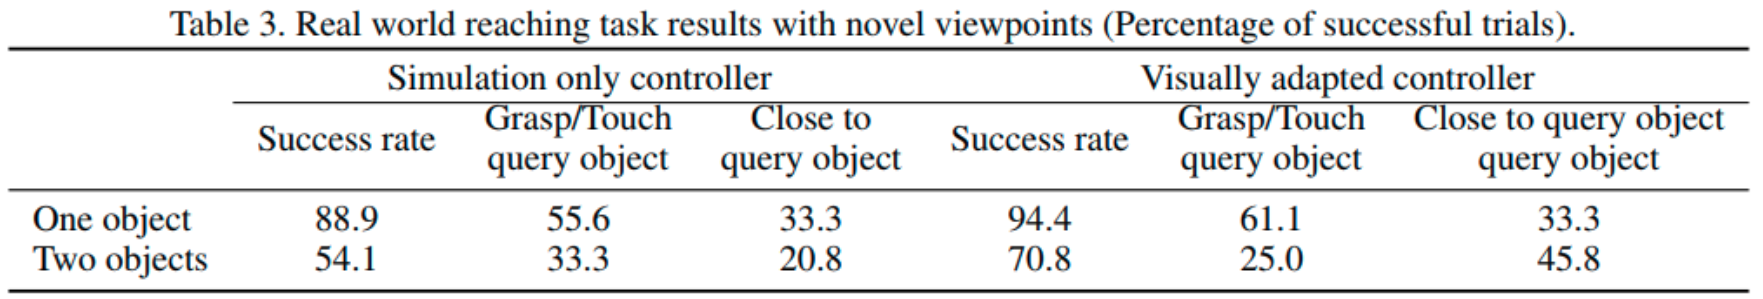 Table 3. Real world reaching task results with novel viewpoints (Percentage of successful trials).
Simulation only controller Visually adapted controller
Success rate Grasp/Touch query object Close to query object Success rate Grasp/Touch query object Close to query object query object
One object 88.9 55.6 33.3 94.4 61.1 33.3
Two objects 54.1 33.3 20.8 70.8 25.0 45.8